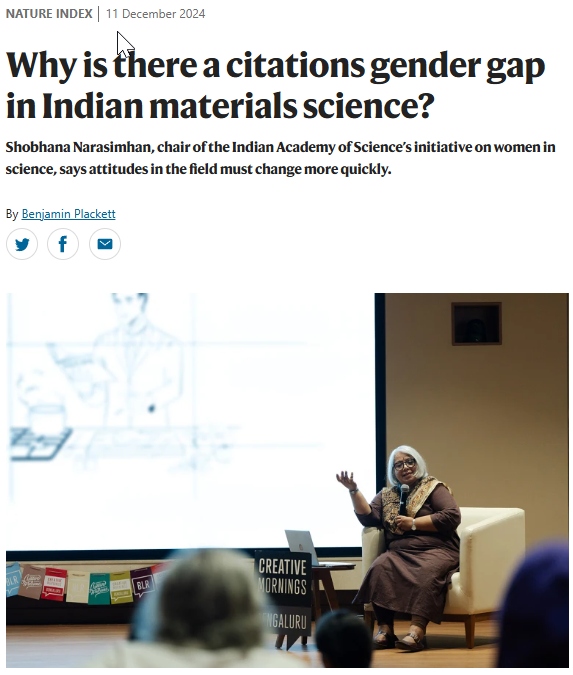 NATURE INDEX | 11 December 2024
Why is there a citations gender gap
in Indian materials science?
Shobhana Narasimhan, chair of the Indian Academy of Science's initiative on women in
science, says attitudes in the field must change more quickly.
By Benjamin Plackett
BLR
BLR
CREATIVE
MORNINGS
NGALURU